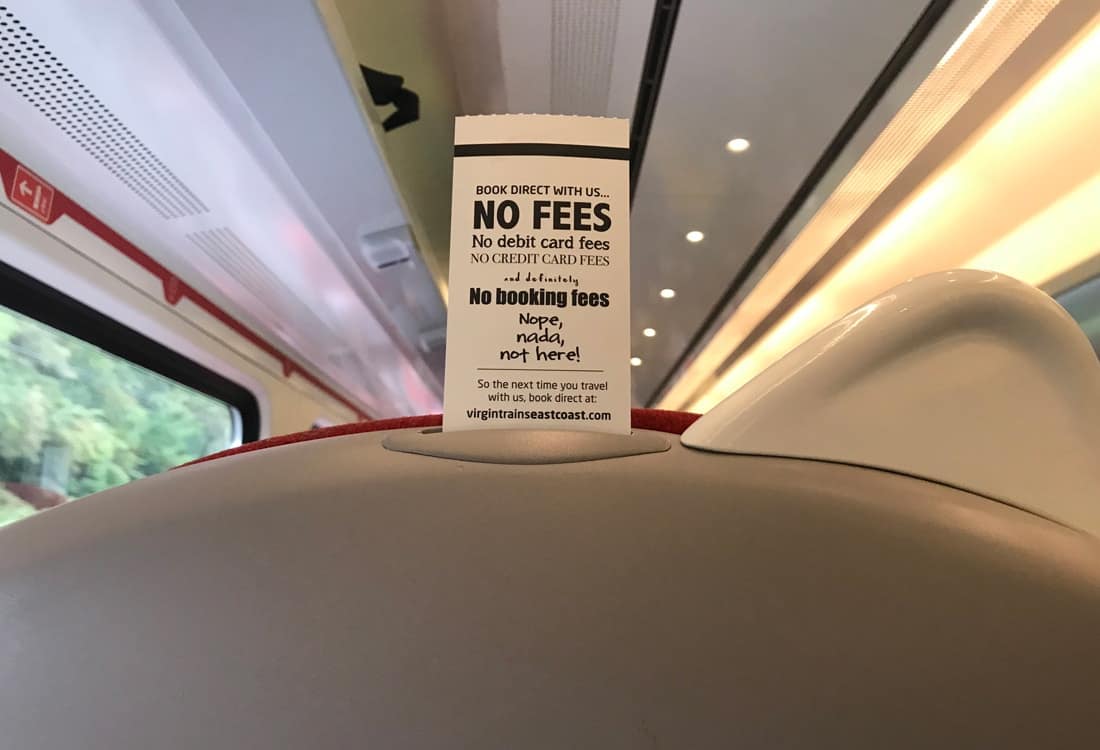 BOOK DIRECT WITH US...
NO FEES
No debit card fees
NO CREDIT CARD FEES
and definitely
No booking fees
Nope,
nada,
not here!
So the next time you travel
with us, book direct at:
virgintrainseastcoast.com